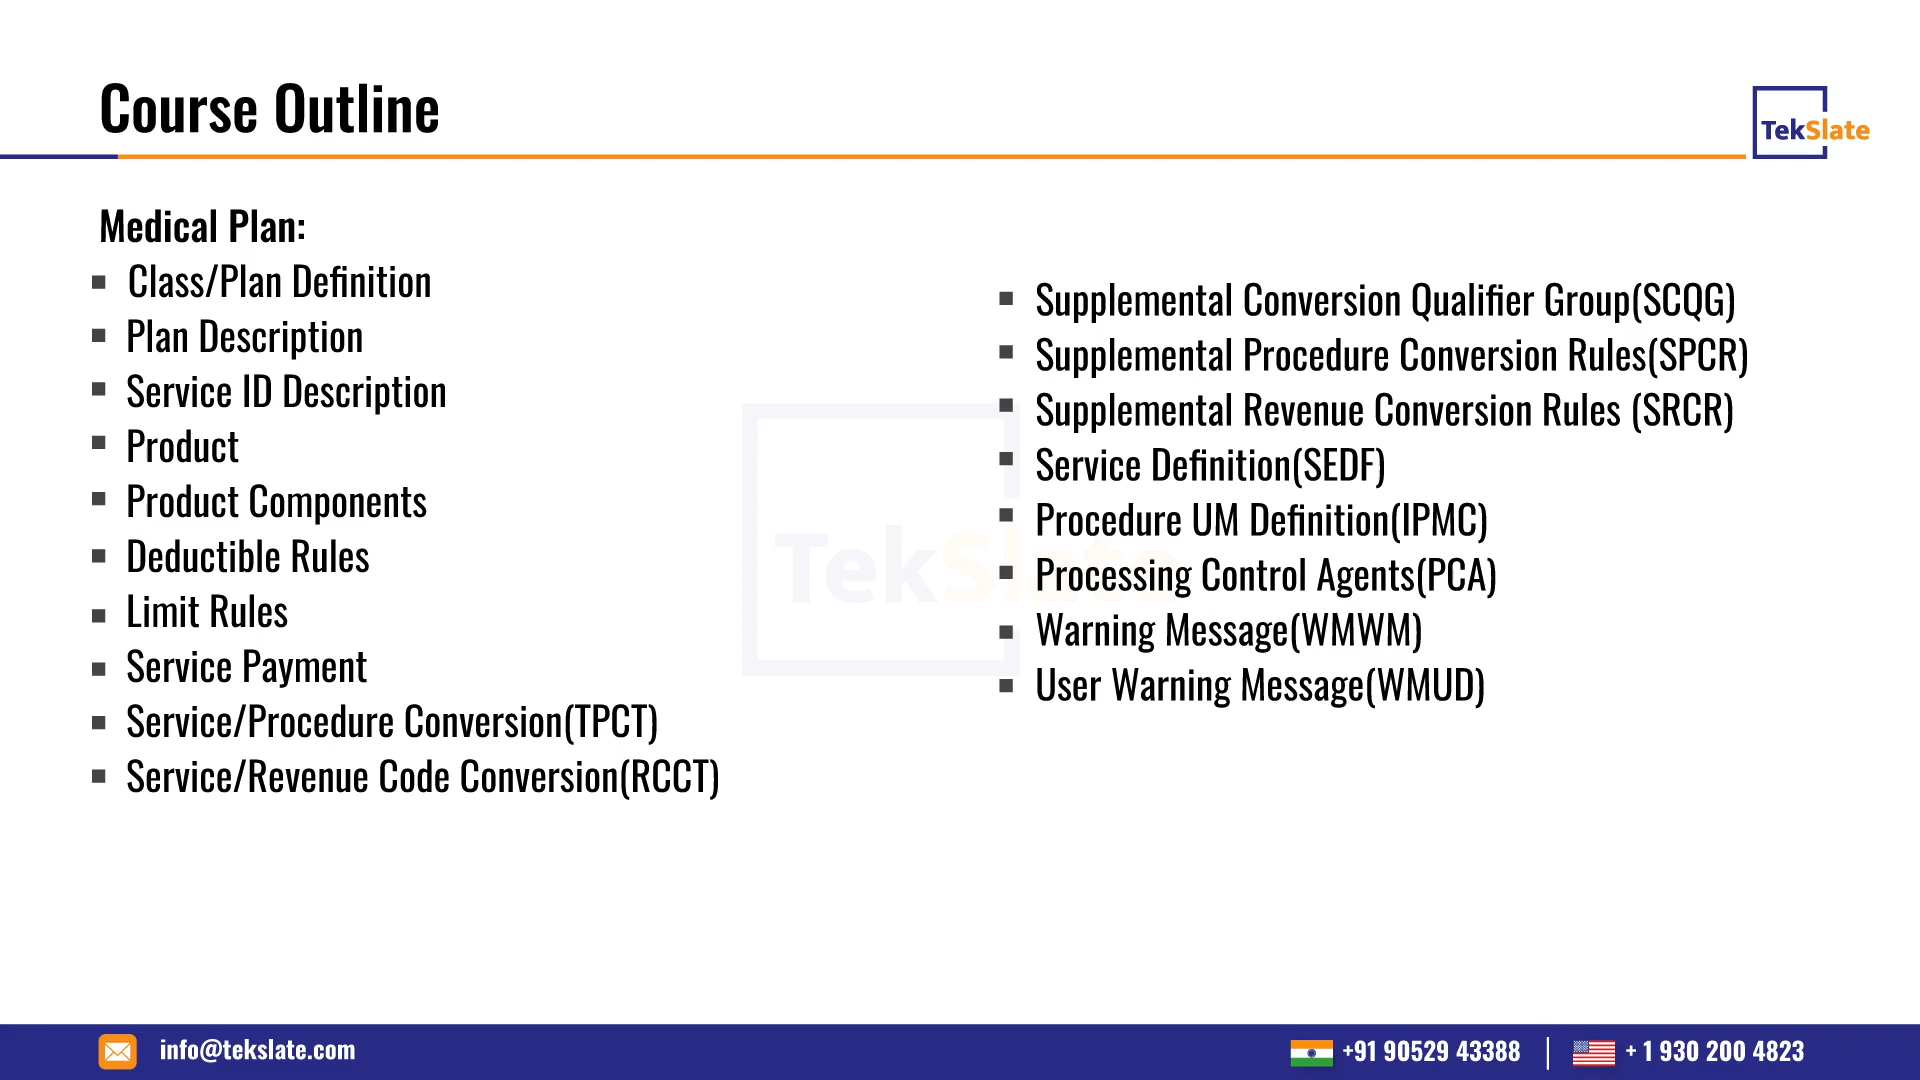 Course Outline
TekSlate
Medical Plan:
Class/Plan Definition
Plan Description
Service ID Description
Product
Product Components
Deductible Rules
Limit Rules
Service Payment
Service/Procedure Conversion(TPCT)
Service/Revenue Code Conversion(RCCT)
Supplemental Conversion Qualifier Group(SCQG)
Supplemental Procedure Conversion Rules(SPCR)
Supplemental Revenue Conversion Rules (SRCR)
Service Definition(SEDF)
Procedure UM Definition(IPMC)
Processing Control Agents(PCA)
Warning Message(WMWM)
User Warning Message(WMUD)
TekSlate
info@tekslate.com
+91 90529 43388
+ 1 930 200 4823